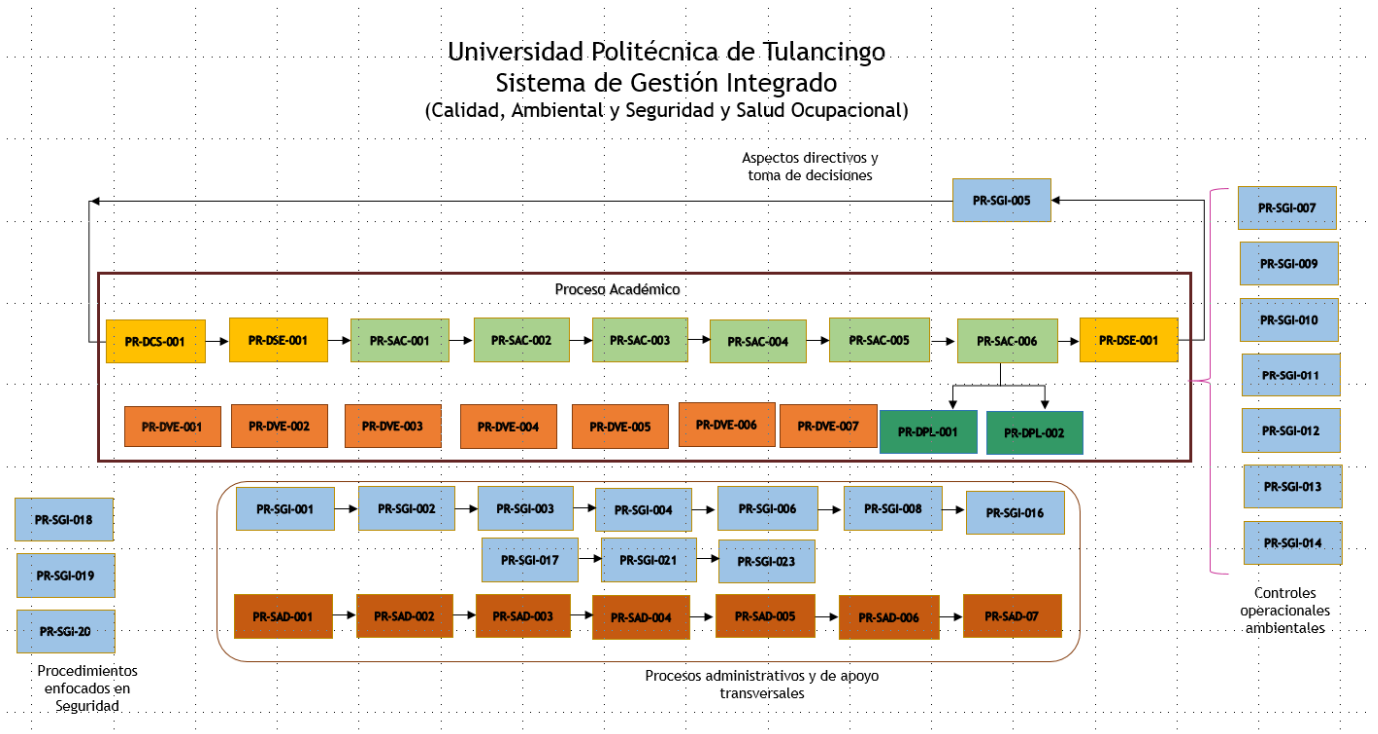 Universidad Politécnica de Tulancingo
Sistema de Gestión Integrado
(Calidad, Ambiental y Seguridad y Salud Ocupacional)
Aspectos directivos y
toma de decisiones
PR-SGI-005
PR-SGI-007
PR-SGI-009
PR-SGI-010
PR-SGI-011
PR-SGI-012
PR-SGI-013
PR-SGI-014
Controles
operacionales
ambientales
Proceso Académico
PR-DCS-001
PR-DSE-001
PR-SAC-001
PR-SAC-002
PR-SAC-003
PR-SAC-004
PR-SAC-005
PR-SAC-006
PR-DSE-001
PR-DVE-001
PR-DVE-002
PR-DVE-003
PR-DVE-004
PR-DVE-005
PR-DVE-006
PR-DVE-007
PR-DPL-001
PR-DPL-002
PR-SGI-018
PR-SGI-019
PR-SGI-20
Procedimientos
enfocados en
Seguridad
PR-SGI-001
PR-SGI-002
PR-SGI-003
PR-SGI-004
PR-SGI-006
PR-SGI-008
PR-SGI-016
PR-SGI-017
PR-SGI-021
PR-SGI-023
PR-SAD-001
PR-SAD-002
PR-SAD-003
PR-SAD-004
PR-SAD-005
PR-SAD-006
PR-SAD-07
Procesos administrativos y de apoyo
transversales